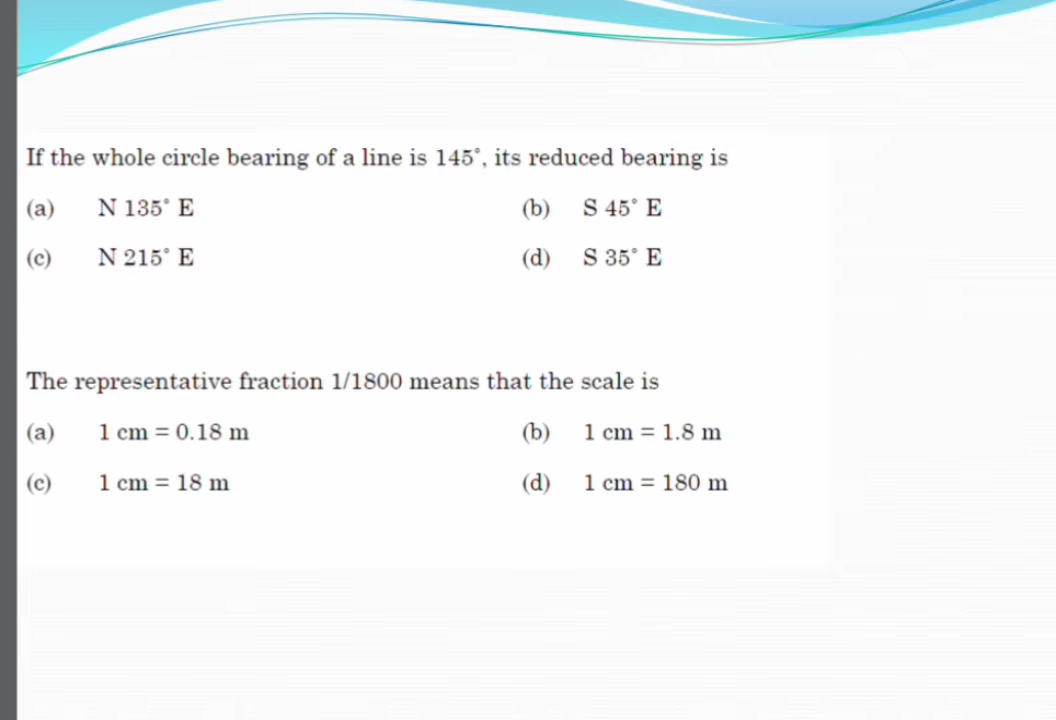 If the whole circle bearing of a line is 145°, its reduced bearing is
(a) N 135° E (b) S 45° E
(c) N 215° E (d) S 35° E
The representative fraction 1/1800 means that the scale is
(a) 1 cm = 0.18 m (b) 1 cm = 1.8 m
(c) 1 cm = 18 m (d) 1 cm = 180 m